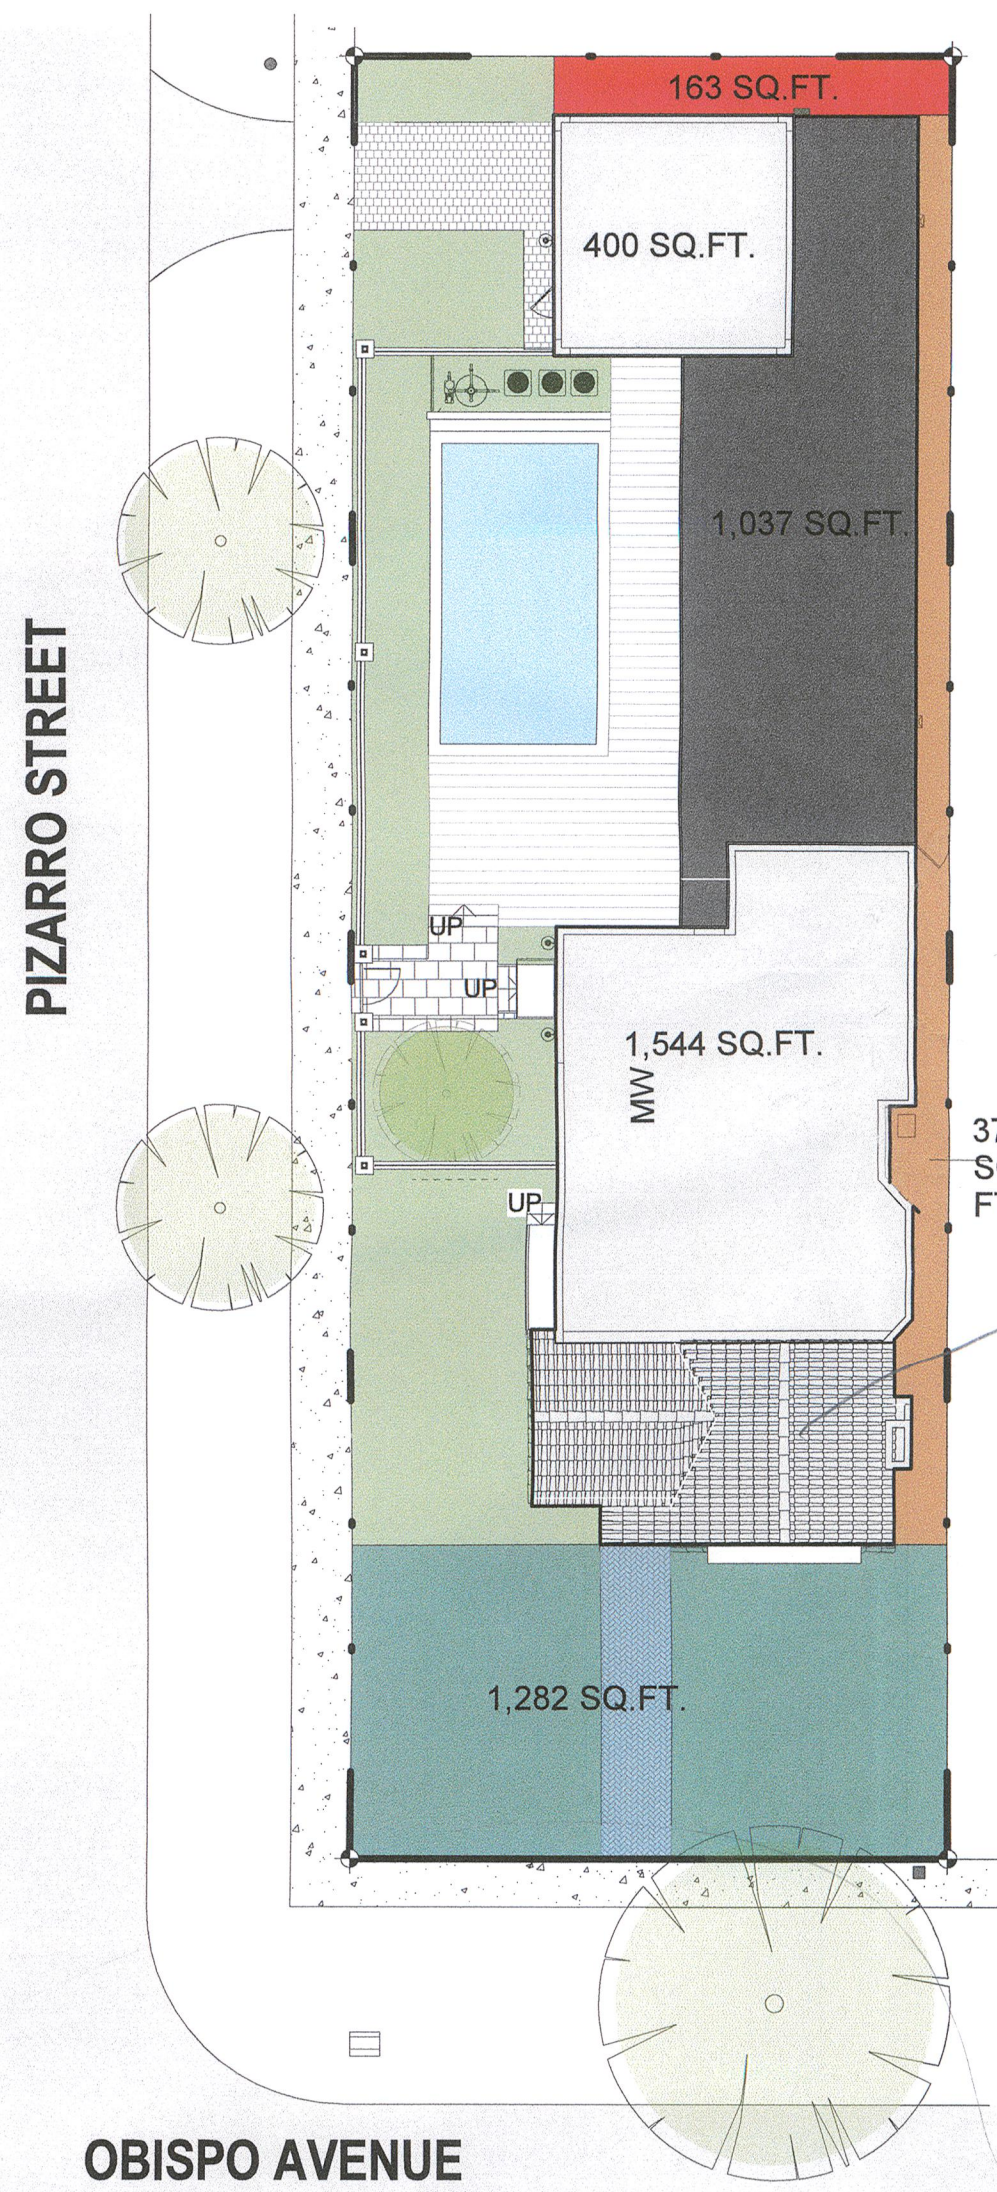 163 SQ.FT.
400 SQ.FT.
1,037 SQ.FT.
PIZARRO STREET
UP
UP
1,544 SQ.FT.
MW
UP
1,282 SQ.FT.
OBISPO AVENUE